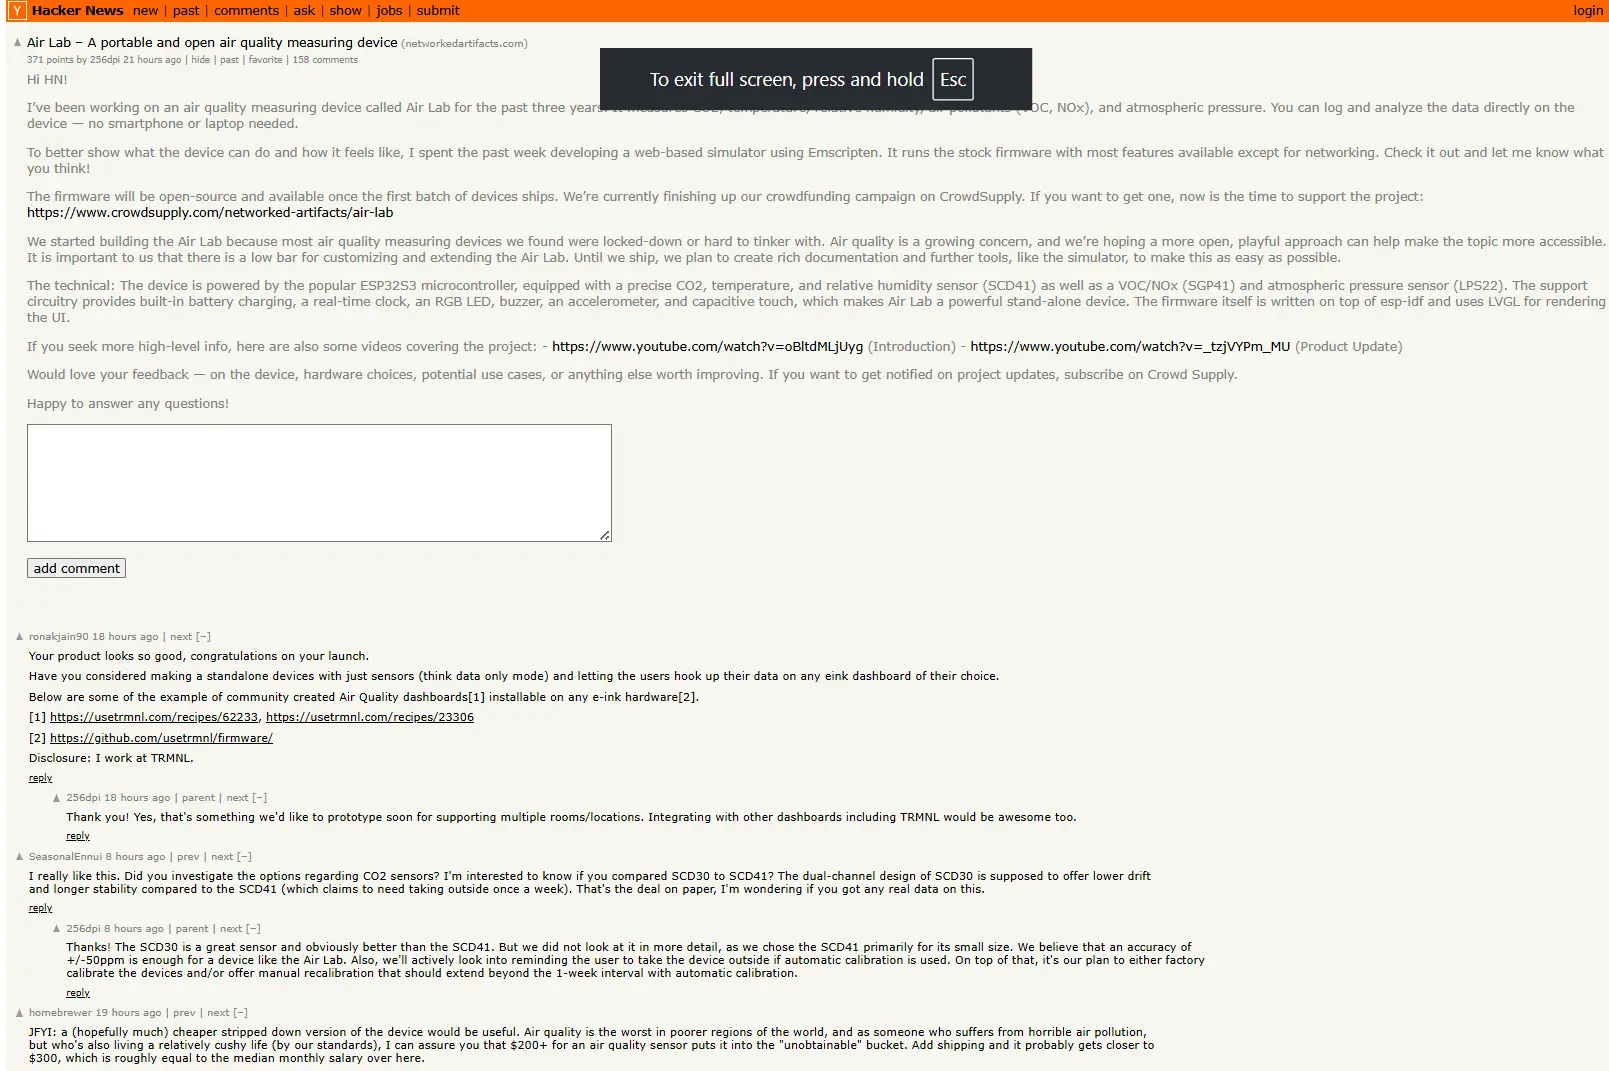 Y Hacker News new | past | comments | ask | show | jobs | submit login
▲ Air Lab – A portable and open air quality measuring device (networkedartifacts.com)
371 points by 256dpi 21 hours ago | hide | past | favorite | 158 comments
To exit full screen, press and hold Esc
Hi HN!
I’ve been working on an air quality measuring device called Air Lab for the past three years. It measures CO2, temperature, relative humidity, air pollutants (VOC, NOx), and atmospheric pressure. You can log and analyze the data directly on the
device — no smartphone or laptop needed.
To better show what the device can do and how it feels like, I spent the past week developing a web-based simulator using Emscripten. It runs the stock firmware with most features available except for networking. Check it out and let me know what
you think!
The firmware will be open-source and available once the first batch of devices ships. We’re currently finishing up our crowdfunding campaign on CrowdSupply. If you want to get one, now is the time to support the project:
https://www.crowdsupply.com/networked-artifacts/air-lab
We started building the Air Lab because most air quality measuring devices we found were locked-down or hard to tinker with. Air quality is a growing concern, and we’re hoping a more open, playful approach can help make the topic more accessible.
It is important to us that there is a low bar for customizing and extending the Air Lab. Until we ship, we plan to create rich documentation and further tools, like the simulator, to make this as easy as possible.
The technical: The device is powered by the popular ESP32S3 microcontroller, equipped with a precise CO2, temperature, and relative humidity sensor (SCD41) as well as a VOC/NOx (SGP41) and atmospheric pressure sensor (LPS22). The support
circuitry provides built-in battery charging, a real-time clock, an RGB LED, buzzer, an accelerometer, and capacitive touch, which makes Air Lab a powerful stand-alone device. The firmware itself is written on top of esp-idf and uses LVGL for rendering
the UI.
If you seek more high-level info, here are also some videos covering the project: - https://www.youtube.com/watch?v=oBltdMLjUyg (Introduction) - https://www.youtube.com/watch?v=_tzjVYPm_MU (Product Update)
Would love your feedback — on the device, hardware choices, potential use cases, or anything else worth improving. If you want to get notified on project updates, subscribe on Crowd Supply.
Happy to answer any questions!
add comment
▲ ronakjain90 18 hours ago | next [–]
Your product looks so good, congratulations on your launch.
Have you considered making a standalone devices with just sensors (think data only mode) and letting the users hook up their data on any eink dashboard of their choice.
Below are some of the example of community created Air Quality dashboards[1] installable on any e-ink hardware[2].
[1] https://usetrmnl.com/recipes/62233, https://usetrmnl.com/recipes/23306
[2] https://github.com/usetrmnl/firmware/
Disclosure: I work at TRMNL.
reply
▲ 256dpi 18 hours ago | parent | next [–]
Thank you! Yes, that's something we'd like to prototype soon for supporting multiple rooms/locations. Integrating with other dashboards including TRMNL would be awesome too.
reply
▲ SeasonalEnnui 8 hours ago | prev | next [–]
I really like this. Did you investigate the options regarding CO2 sensors? I'm interested to know if you compared SCD30 to SCD41? The dual-channel design of SCD30 is supposed to offer lower drift
and longer stability compared to the SCD41 (which claims to need taking outside once a week). That's the deal on paper, I'm wondering if you got any real data on this.
reply
▲ 256dpi 8 hours ago | parent | next [–]
Thanks! The SCD30 is a great sensor and obviously better than the SCD41. But we did not look at it in more detail, as we chose the SCD41 primarily for its small size. We believe that an accuracy of
+/-50ppm is enough for a device like the Air Lab. Also, we'll actively look into reminding the user to take the device outside if automatic calibration is used. On top of that, it's our plan to either factory
calibrate the devices and/or offer manual recalibration that should extend beyond the 1-week interval with automatic calibration.
reply
▲ homebrewer 19 hours ago | prev | next [–]
JFYI: a (hopefully much) cheaper stripped down version of the device would be useful. Air quality is the worst in poorer regions of the world, and as someone who suffers from horrible air pollution,
but who's also living a relatively cushy life (by our standards), I can assure you that $200+ for an air quality sensor puts it into the "unobtainable" bucket. Add shipping and it probably gets closer to
$300, which is roughly equal to the median monthly salary over here.